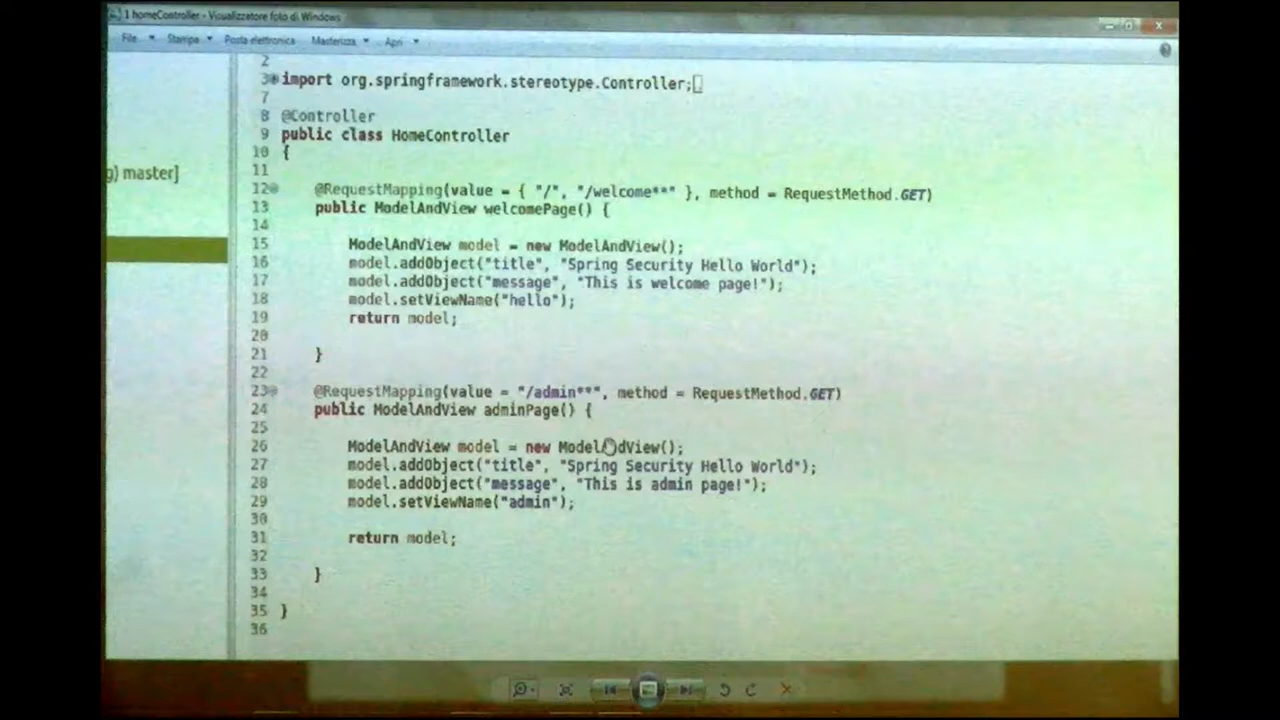 1 homeController - Visualizzatore foto di Windows
File Stampa Posta elettronica Masterizza Apri
g) master]
2
3 import org.springframework.stereotype.Controller;
7
8 @Controller
9 public class HomeController
10 {
11
12 @RequestMapping(value = { "/", "/welcome**" }, method = RequestMethod.GET)
13 public ModelAndView welcomePage() {
14
15 ModelAndView model = new ModelAndView();
16 model.addObject("title", "Spring Security Hello World");
17 model.addObject("message", "This is welcome page!");
18 model.setViewName("hello");
19 return model;
20
21 }
22
23 @RequestMapping(value = "/admin**", method = RequestMethod.GET)
24 public ModelAndView adminPage() {
25
26 ModelAndView model = new ModelAndView();
27 model.addObject("title", "Spring Security Hello World");
28 model.addObject("message", "This is admin page!");
29 model.setViewName("admin");
30
31 return model;
32
33 }
34
35 }
36